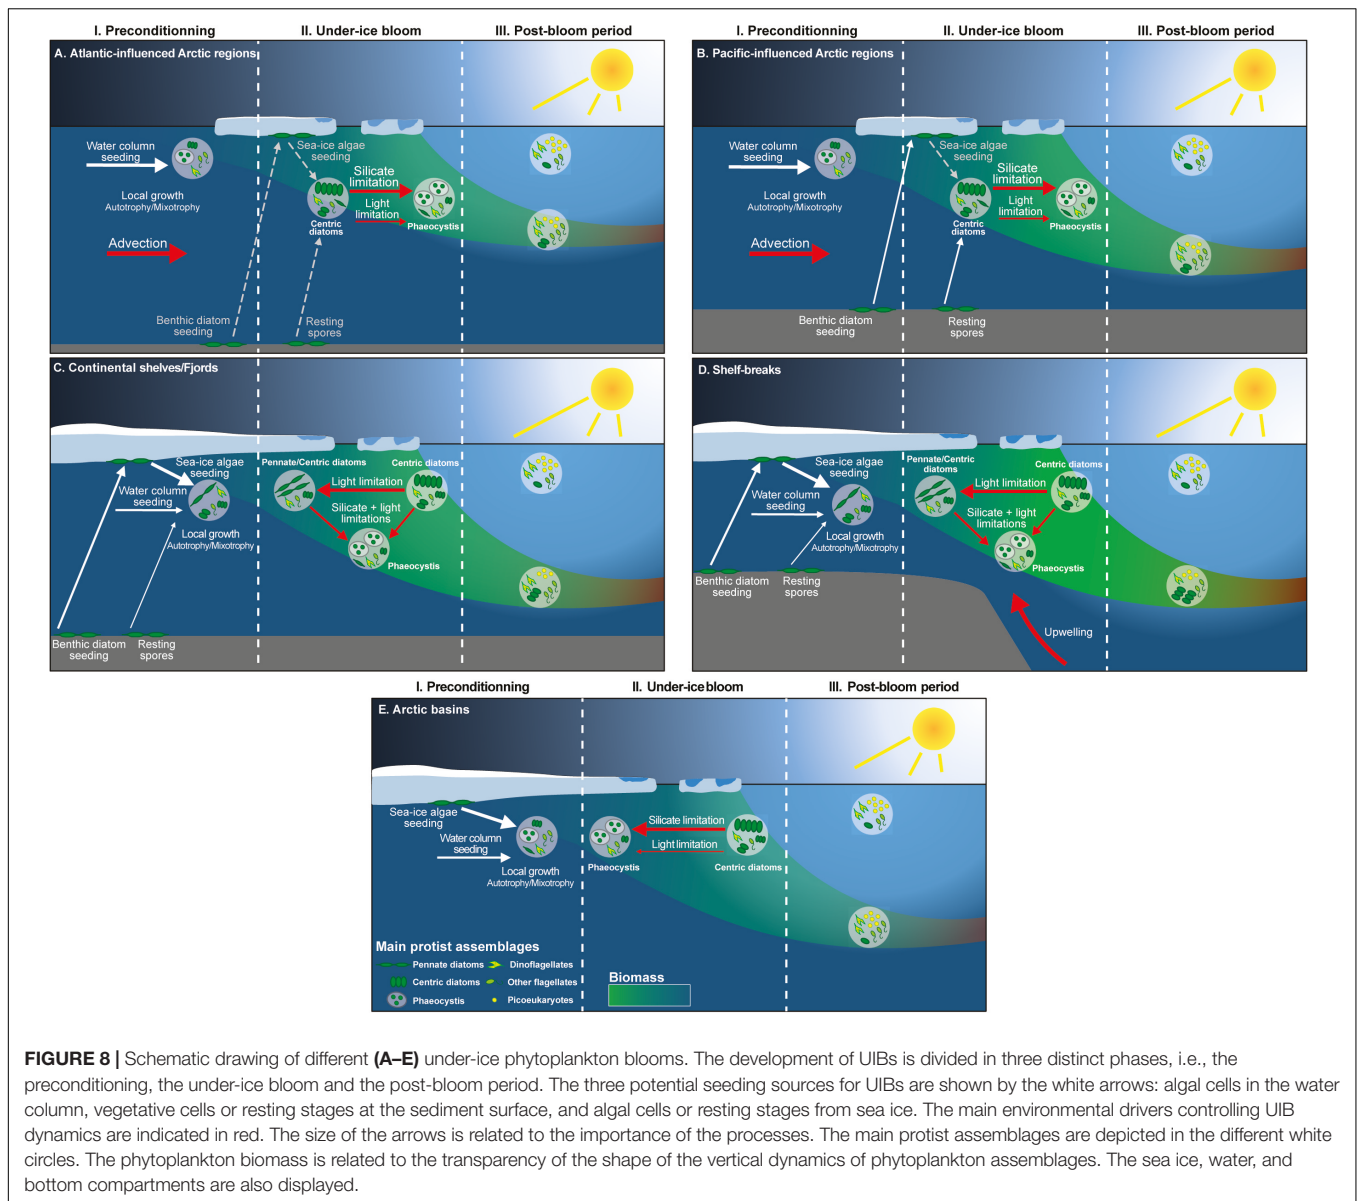 I. Preconditionning
II. Under-ice bloom
III. Post-bloom period
A. Atlantic-influenced Arctic regions
Water column
seeding
Local growth
Autotrophy/Mixotrophy
Advection
Sea-ice algae
seeding
Silicate
limitation
Light
limitation
Centric
diatoms
Phaeocystis
Benthic diatom
seeding
Resting
spores
I. Preconditionning
II. Under-ice bloom
III. Post-bloom period
B. Pacific-influenced Arctic regions
Water column
seeding
Local growth
Autotrophy/Mixotrophy
Advection
Sea-ice algae
seeding
Silicate
limitation
Light
limitation
Centric
diatoms
Phaeocystis
Benthic diatom
seeding
Resting
spores
C. Continental shelves/Fjords
Sea-ice algae
seeding
Water column
seeding
Local growth
Autotrophy/Mixotrophy
Pennate/Centric diatoms
Centric diatoms
Light limitation
Silicate + light
limitations
Phaeocystis
Benthic diatom
seeding
Resting
spores
D. Shelf-breaks
Sea-ice algae
seeding
Water column
seeding
Local growth
Autotrophy/Mixotrophy
Pennate/Centric
diatoms
Centric diatoms
Light limitation
Silicate + light
limitations
Phaeocystis
Benthic diatom
seeding
Resting
spores
Upwelling
I. Preconditionning
II. Under-ice bloom
III. Post-bloom period
E. Arctic basins
Sea-ice algae
seeding
Water column
seeding
Local growth
Autotrophy/Mixotrophy
Silicate limitation
Light limitation
Phaeocystis
Centric diatoms
Main protist assemblages
Pennate diatoms
Dinoflagellates
Centric diatoms
Other flagellates
Phaeocystis
Picoeukaryotes
Biomass
FIGURE 8 | Schematic drawing of different (A–E) under-ice phytoplankton blooms. The development of UIBs is divided in three distinct phases, i.e., the
preconditioning, the under-ice bloom and the post-bloom period. The three potential seeding sources for UIBs are shown by the white arrows: algal cells in the water
column, vegetative cells or resting stages at the sediment surface, and algal cells or resting stages from sea ice. The main environmental drivers controlling UIB
dynamics are indicated in red. The size of the arrows is related to the importance of the processes. The main protist assemblages are depicted in the different white
circles. The phytoplankton biomass is related to the transparency of the shape of the vertical dynamics of phytoplankton assemblages. The sea ice, water, and
bottom compartments are also displayed.